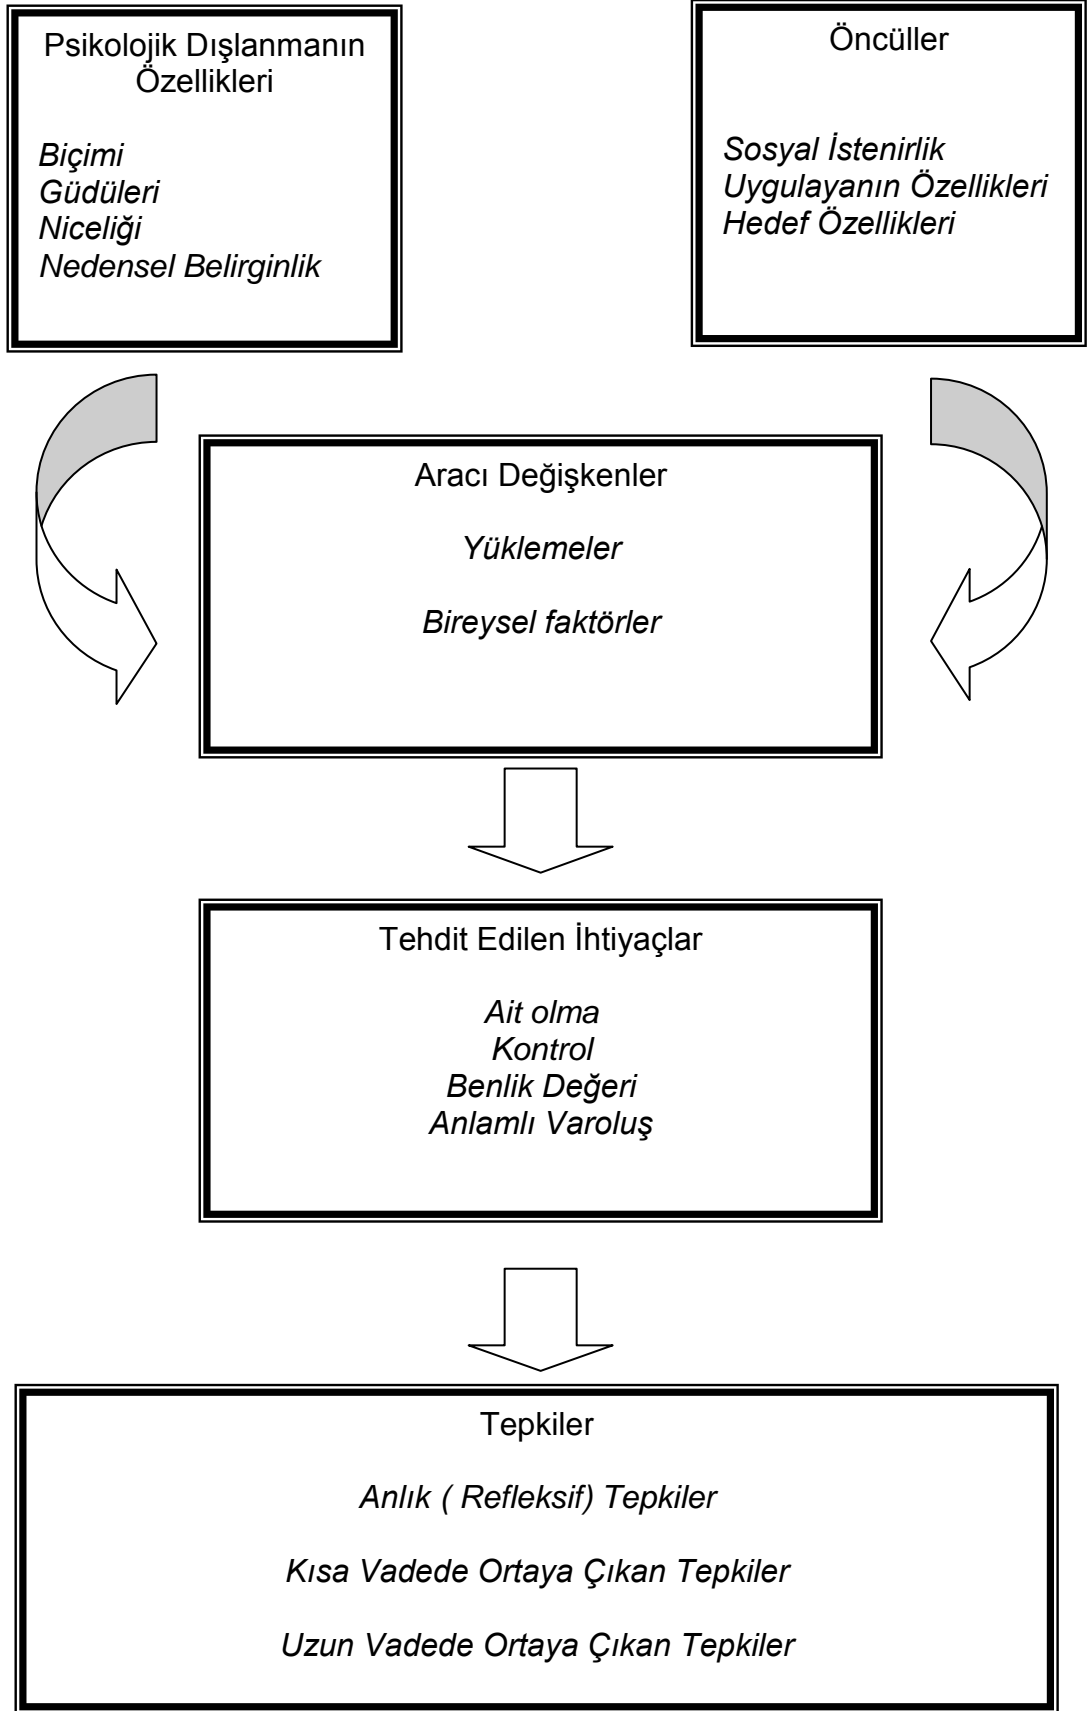 Psikolojik Dışlanmanın
Özellikleri
Biçimi
Güdüleri
Niceliği
Nedensel Belirginlik
Öncüller
Sosyal İstenirlik
Uygulayanın Özellikleri
Hedef Özellikleri
Aracı Değişkenler
Yüklemeler
Bireysel faktörler
Tehdit Edilen İhtiyaçlar
Ait olma
Kontrol
Benlik Değeri
Anlamlı Varoluş
Tepkiler
Anlık ( Refleksif) Tepkiler
Kısa Vadede Ortaya Çıkan Tepkiler
Uzun Vadede Ortaya Çıkan Tepkiler